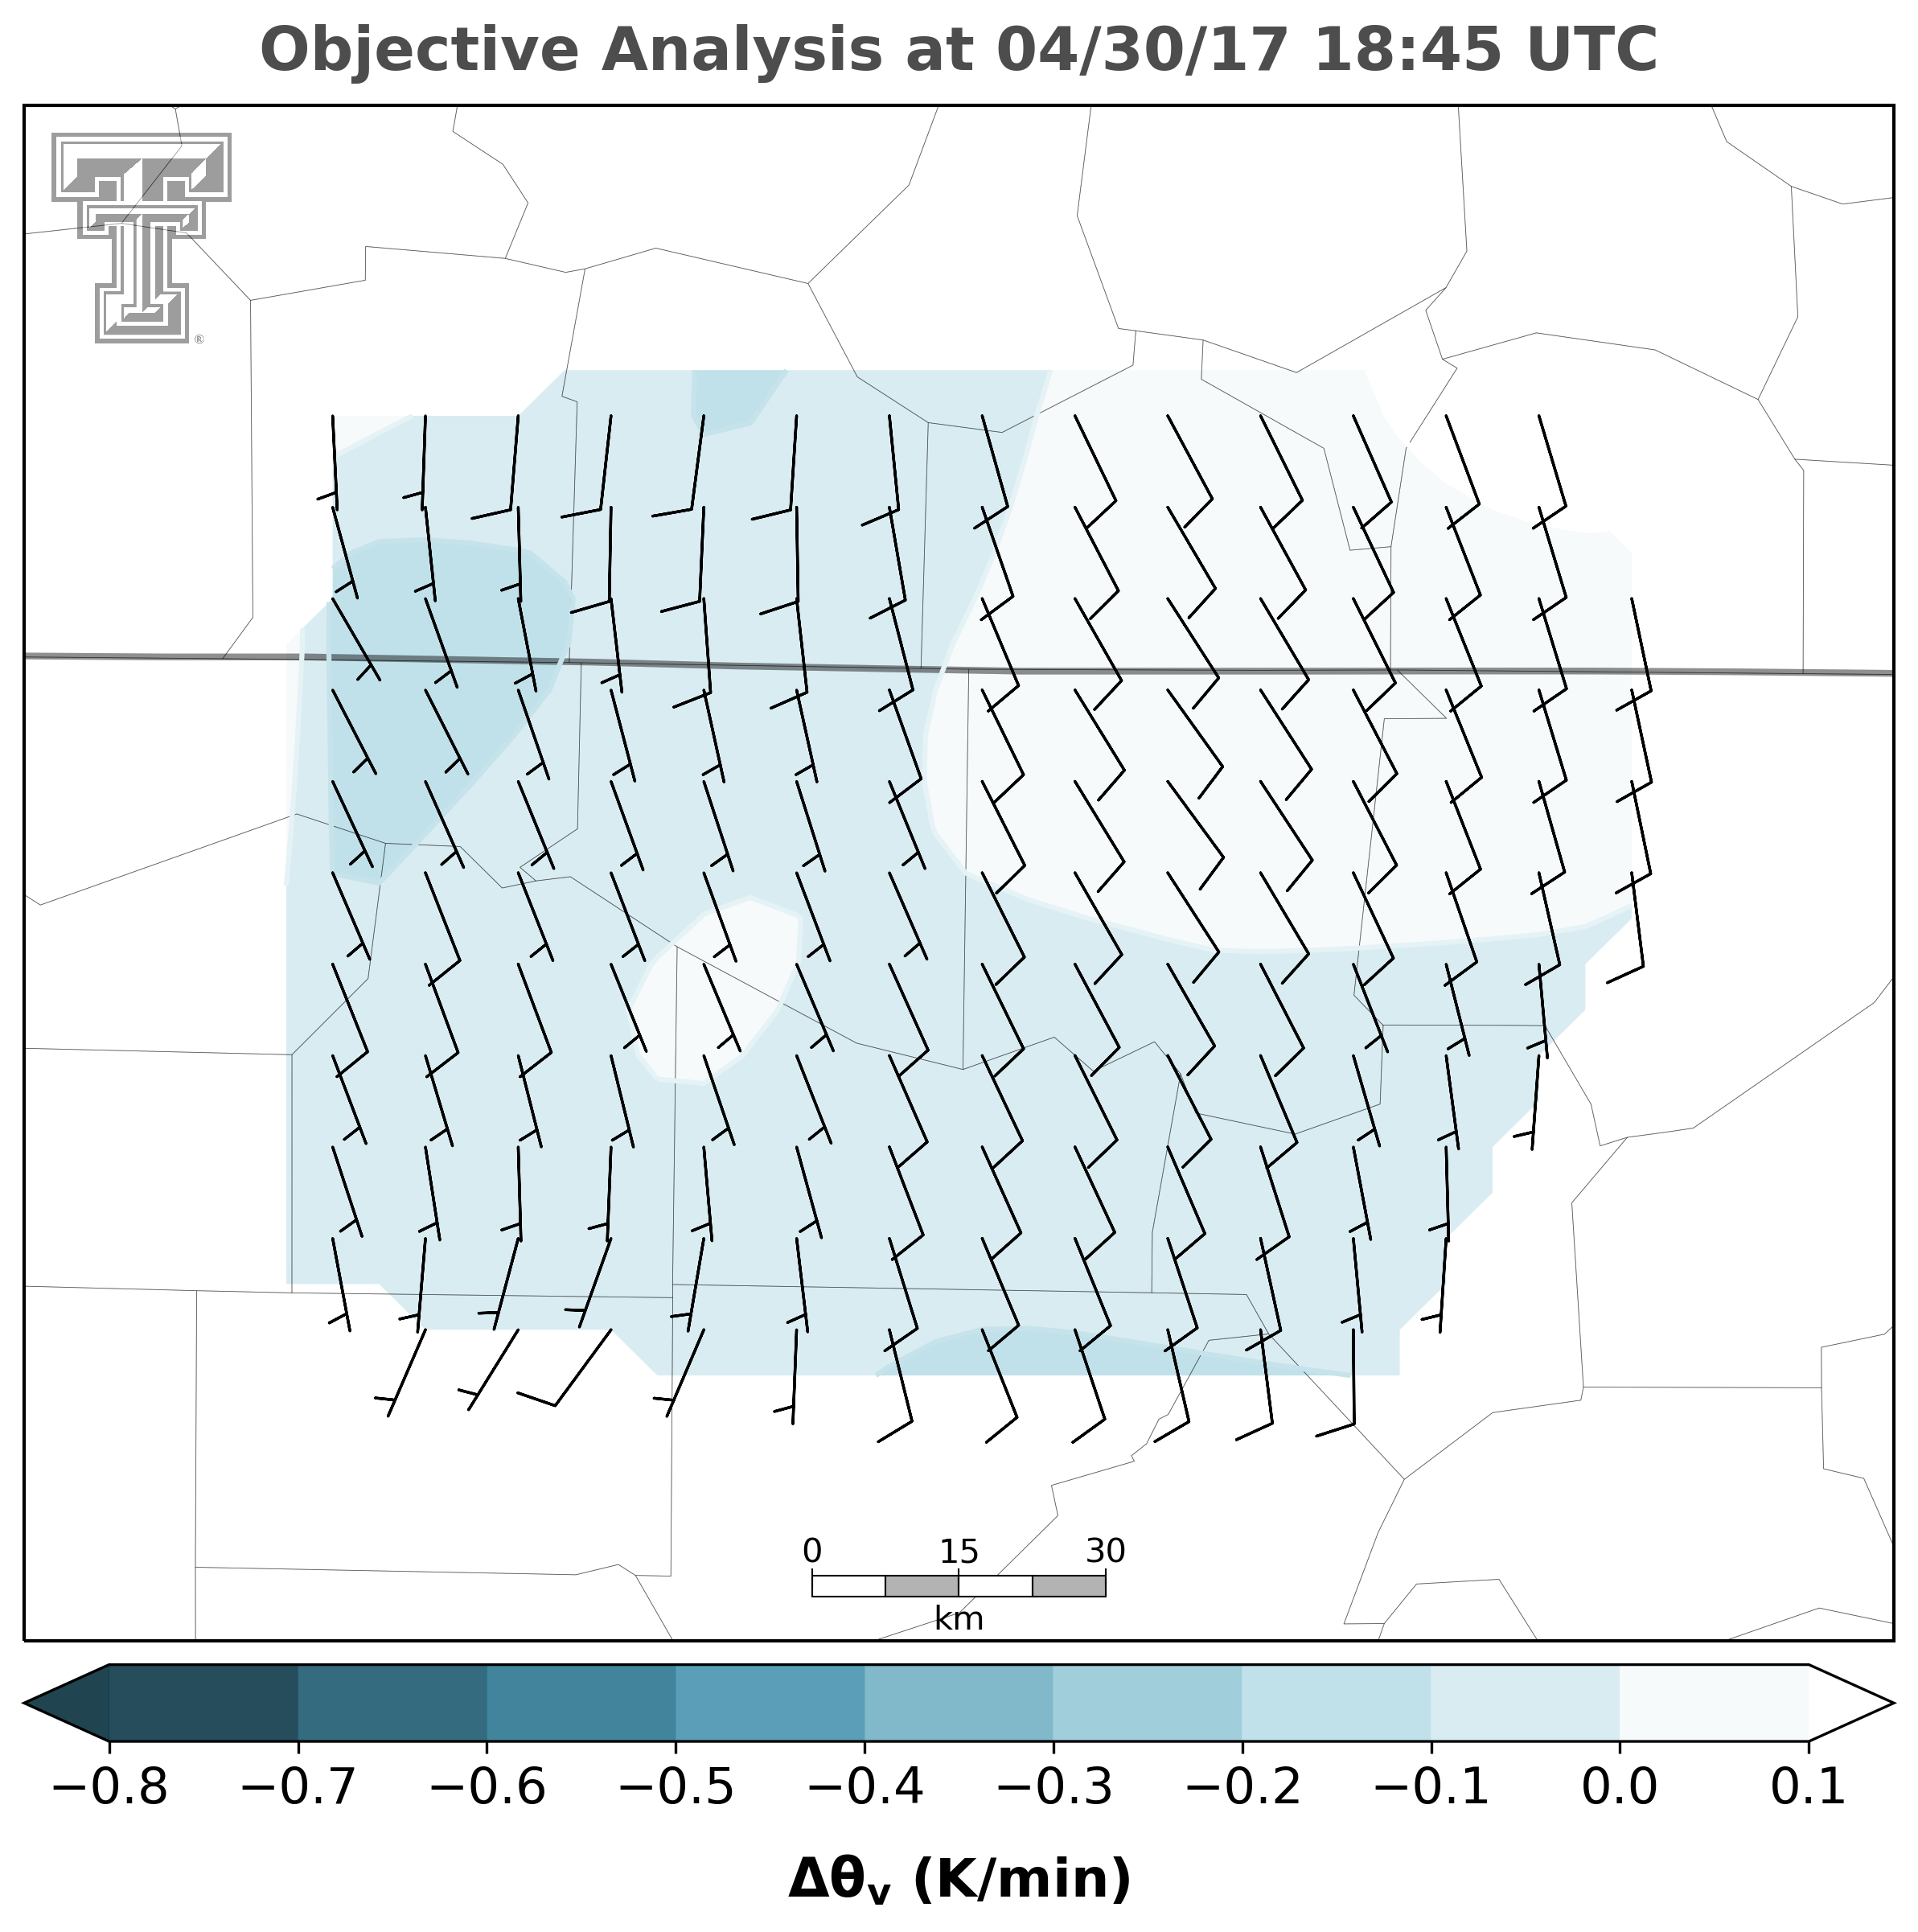 Objective Analysis at 04/30/17 18:45 UTC
®
0 15 30
km
−0.8 −0.7 −0.6 −0.5 −0.4 −0.3 −0.2 −0.1 0.0 0.1
Δθv (K/min)